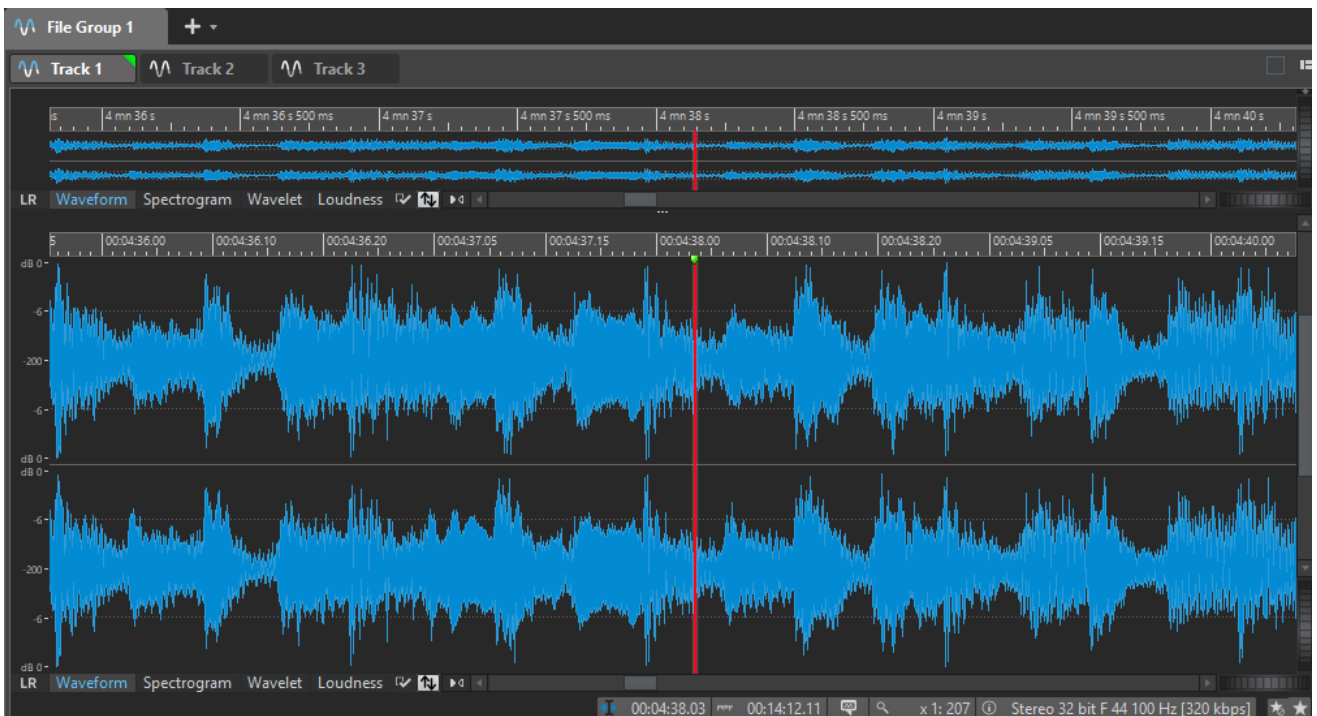 File Group 1
Track 1 Track 2 Track 3
s 4 mn 36 s 4 mn 36 s 500 ms 4 mn 37 s 4 mn 37 s 500 ms 4 mn 38 s 4 mn 38 s 500 ms 4 mn 39 s 4 mn 39 s 500 ms 4 mn 40 s
LR Waveform Spectrogram Wavelet Loudness
5 00:04:36.00 00:04:36.10 00:04:36.20 00:04:37.05 00:04:37.15 00:04:38.00 00:04:38.10 00:04:38.20 00:04:39.05 00:04:39.15 00:04:40.00
dB 0
-6
-200
-6
dB 0
dB 0
-6
-200
-6
dB 0
LR Waveform Spectrogram Wavelet Loudness
00:04:38.03 00:14:12.11 x 1: 207 Stereo 32 bit F 44 100 Hz [320 kbps]